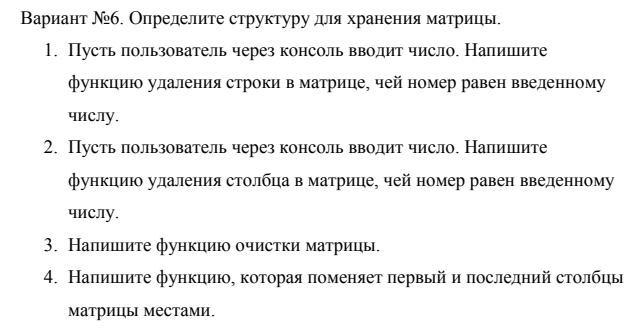 Вариант №6. Определите структуру для хранения матрицы.
1. Пусть пользователь через консоль вводит число. Напишите
функцию удаления строки в матрице, чей номер равен введенному
числу.
2. Пусть пользователь через консоль вводит число. Напишите
функцию удаления столбца в матрице, чей номер равен введенному
числу.
3. Напишите функцию очистки матрицы.
4. Напишите функцию, которая поменяет первый и последний столбцы
матрицы местами.